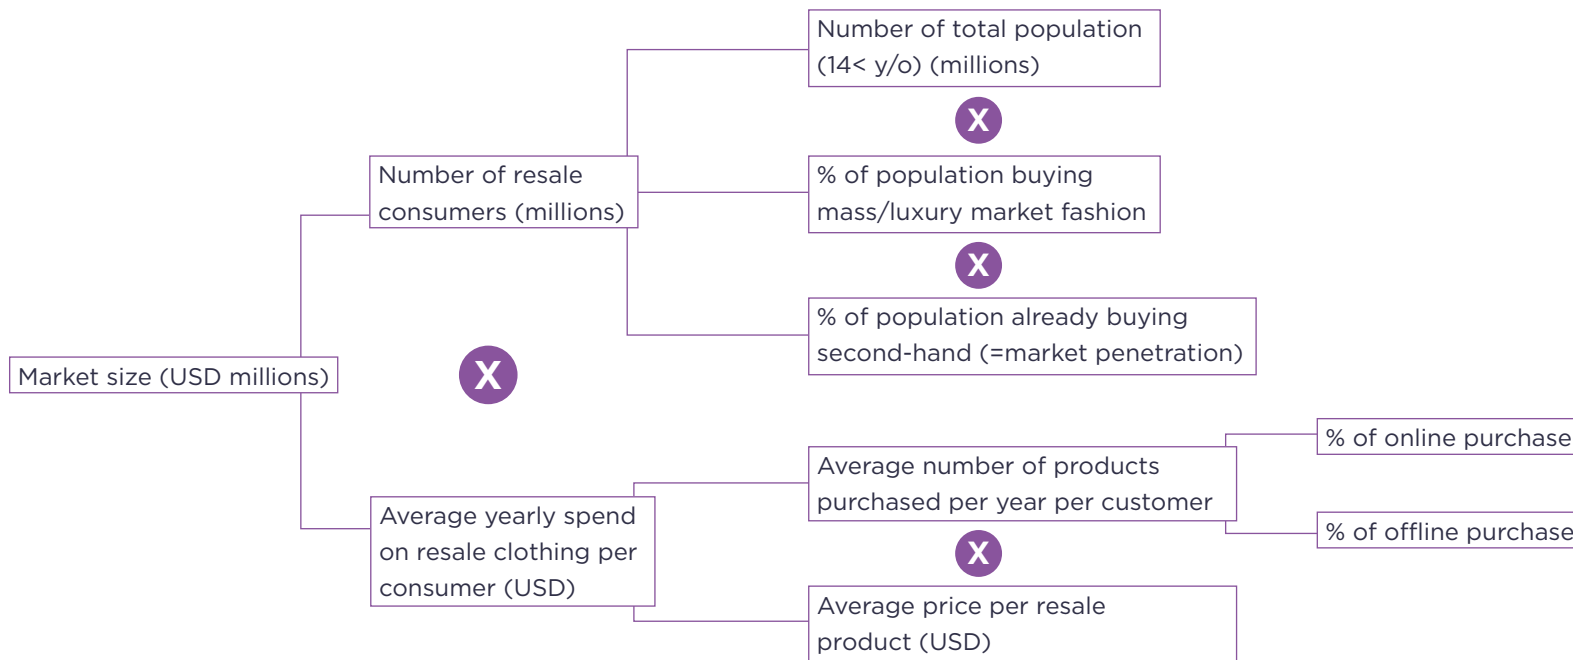 Number of total population
(14< y/o) (millions)
X
Number of resale
consumers (millions)
% of population buying
mass/luxury market fashion
X
% of population already buying
second-hand (=market penetration)
Market size (USD millions)
X
Average number of products
purchased per year per customer
% of online purchase
% of offline purchase
Average yearly spend
on resale clothing per
consumer (USD)
X
Average price per resale
product (USD)